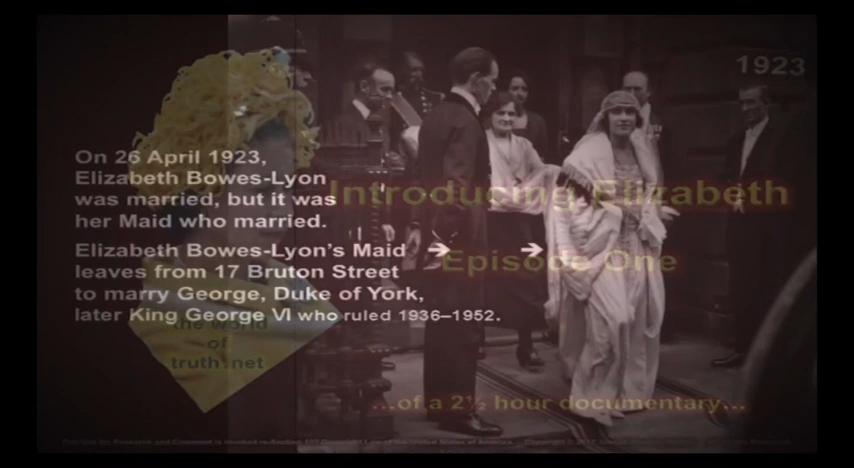 1923
On 26 April 1923,
Elizabeth Bowes-Lyon
was married, but it was
her Maid who married.
Introducing Elizabeth
Elizabeth Bowes-Lyon's Maid
leaves from 17 Bruton Street
to marry George, Duke of York,
later King George VI who ruled 1936–1952.
Episode One
the world
of
truth.net
...of a 2½ hour documentary...